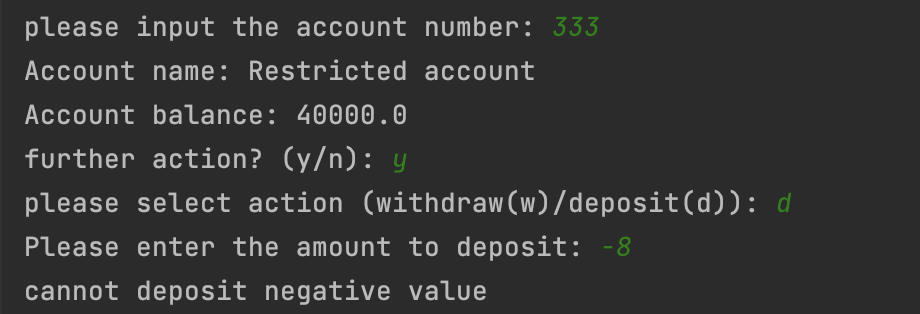 please input the account number: 333
Account name: Restricted account
Account balance: 40000.0
further action? (y/n): y
please select action (withdraw(w)/deposit(d)): d
Please enter the amount to deposit: -8
cannot deposit negative value